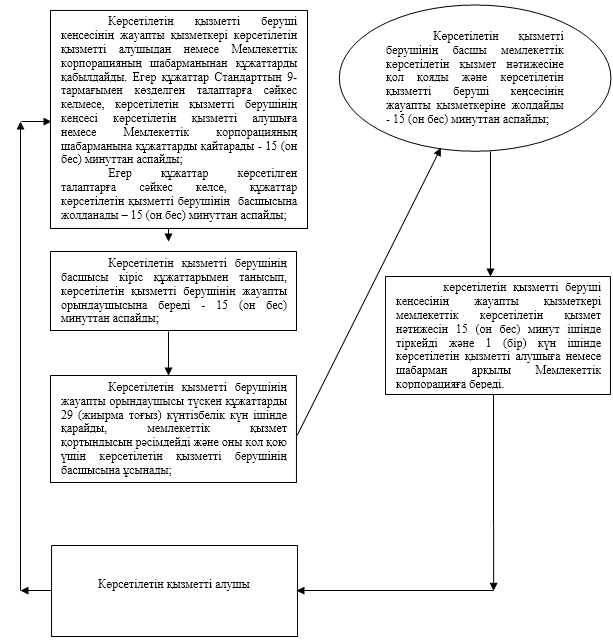 Көрсетілетін қызметті беруші
кеңсесінің жауапты қызметкері көрсетілетін
қызметті алушыдан немесе Мемлекеттік
корпорацияның шабарманынан құжаттарды
қабылдайды. Егер құжаттар Стандарттың 9-
тармағымен көзделген талаптарға сәйкес
келмесе, көрсетілетін қызметті берушінің
кеңсесі көрсетілетін қызметті алушыға
немесе Мемлекеттік корпорацияның
шабарманына құжаттарды қайтарады - 15 (он
бес) минуттан аспайды;
Егер құжаттар көрсетілген
талаптарға сәйкес келсе, құжаттар
көрсетілетін қызметті берушінің басшысына
жолданады – 15 (он бес) минуттан аспайды;
Көрсетілетін қызметті берушінің
басшысы кіріс құжаттарымен танысып,
көрсетілетін қызметті берушінің жауапты
орындаушысына береді - 15 (он бес)
минуттан аспайды;
Көрсетілетін қызметті берушінің
жауапты орындаушысы түскен құжаттарды
29 (жиырма тоғыз) күнтізбелік күн ішінде
қарайды, мемлекеттік қызмет
қортындысын рәсімдейді және оны қол қою
үшін көрсетілетін қызметті берушінің
басшысына ұсынады;
Көрсетілетін қызметті
берушінің басшы мемлекеттік
көрсетілетін қызмет нәтижесіне
қол қояды және көрсетілетін
қызметті беруші кеңсесінің
жауапты қызметкеріне жолдайды
- 15 (он бес) минуттан аспайды;
көрсетілетін қызметті беруші
кеңсесінің жауапты қызметкері
мемлекеттік көрсетілетін қызмет
нәтижесін 15 (он бес) минут ішінде
тіркейді және 1 (бір) күн ішінде
көрсетілетін қызметті алушыға немесе
шабарман арқылы Мемлекеттік
корпорацияға береді.
Көрсетілетін қызметті алушы